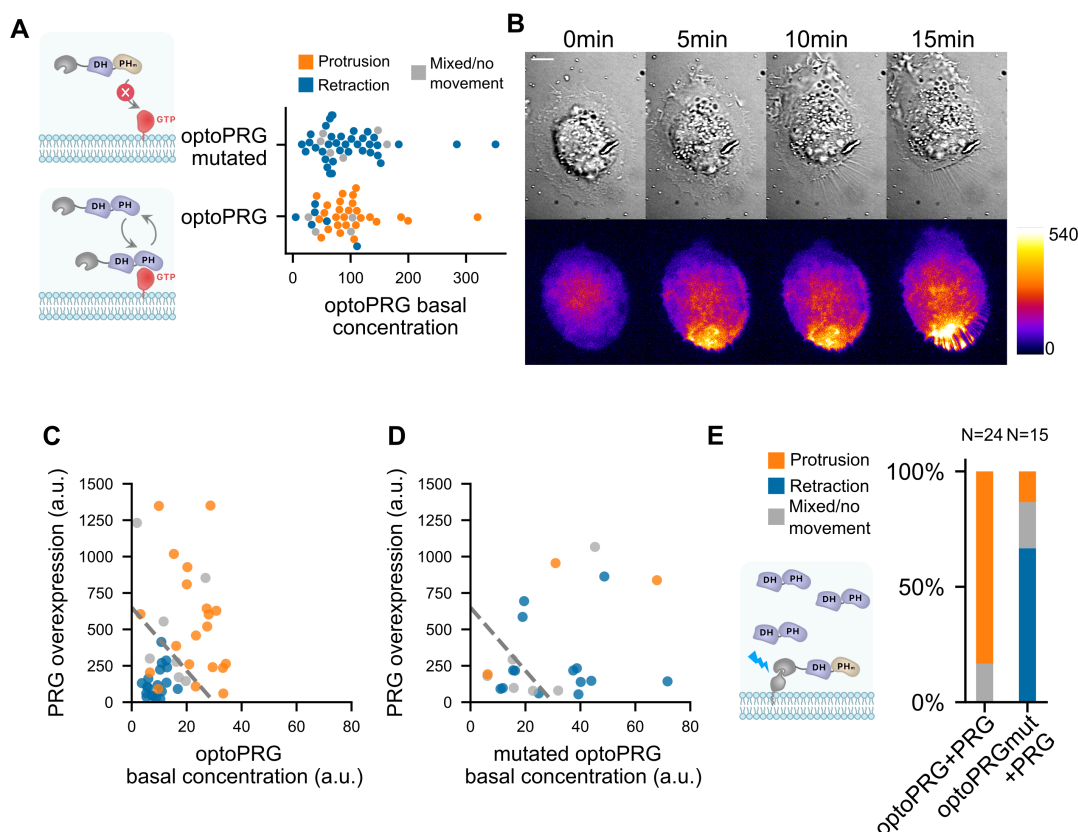 A
DH
PHm
GTP
DH
PH
DH
PH
GTP
Protrusion
Retraction
Mixed/no
movement
optoPRG
mutated
optoPRG
0
100
200
300
optoPRG basal
concentration
B
0min
5min
10min
15min
540
0
C
PRG overexpression (a.u.)
1500
1250
1000
750
500
250
0
0
20
40
60
80
optoPRG
basal concentration (a.u.)
D
PRG overexpression (a.u.)
1500
1250
1000
750
500
250
0
0
20
40
60
80
mutated optoPRG
basal concentration (a.u.)
E
N=24 N=15
Protrusion
Retraction
Mixed/no
movement
DH
PH
DH
PH
DH
PH
DH
PHm
100%
50%
0%
optoPRG+PRG
optoPRGmut
+PRG